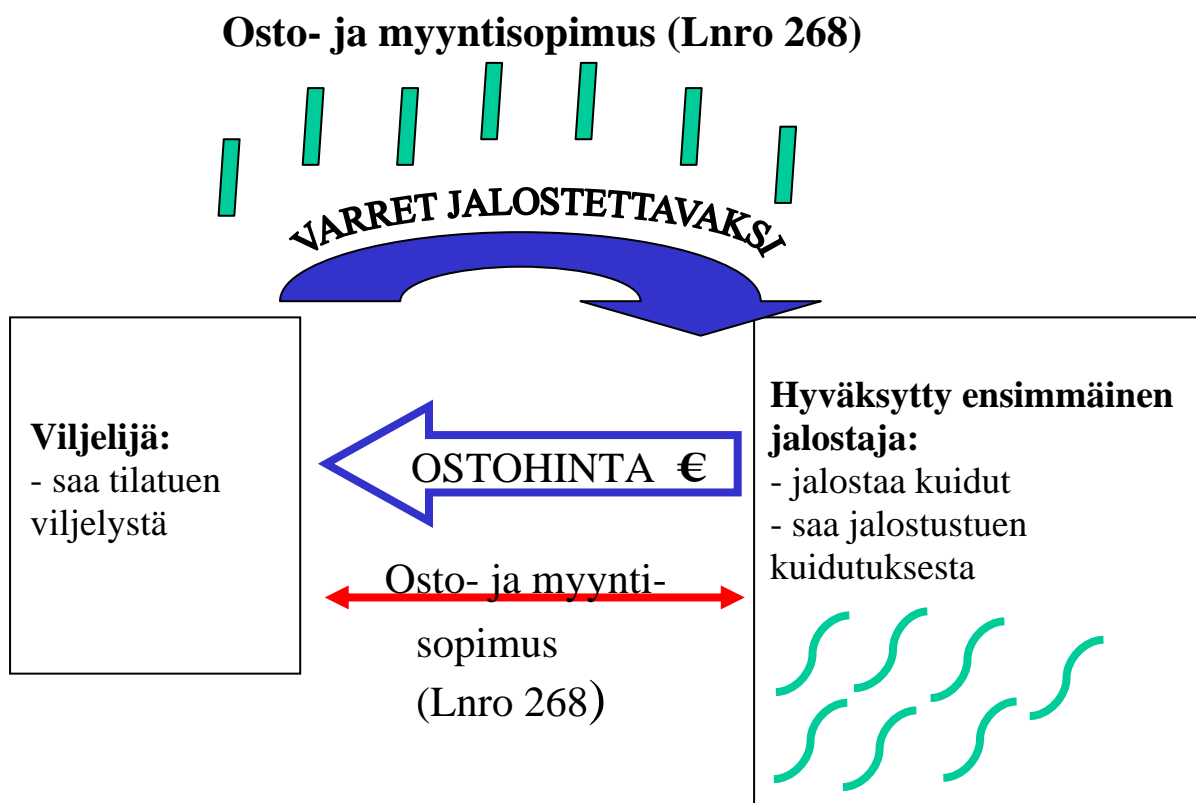 Osto- ja myyntisopimus (Lnro 268)
VARRET JALOSTETTAVAKSI
Viljelijä:
- saa tilatuen
viljelystä
OSTOHINTA €
Osto- ja myynti-
sopimus
(Lnro 268)
Hyväksytty ensimmäinen
jalostaja:
- jalostaa kuidut
- saa jalostustuen
kuidutuksesta